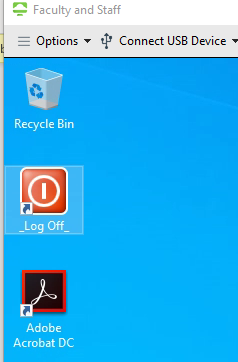 Faculty and Staff
Options
Connect USB Device
Recycle Bin
_Log Off_
Adobe
Acrobat DC